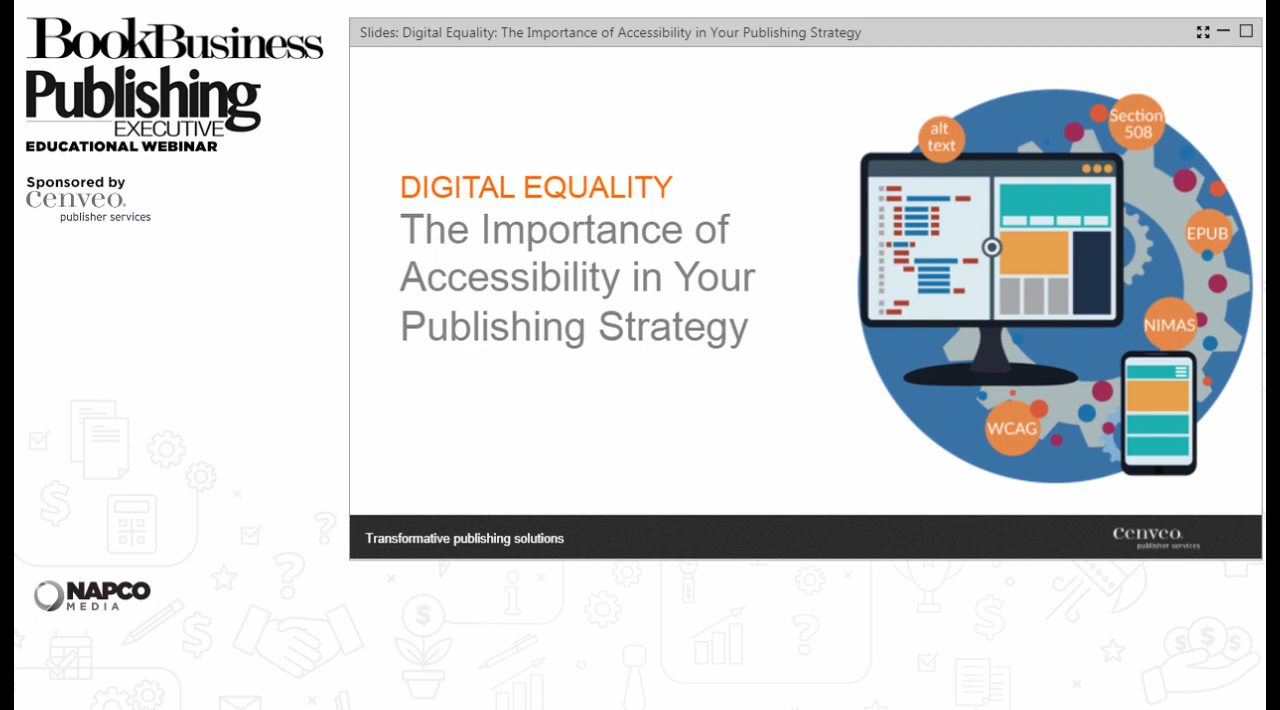 BookBusiness
Publishing
EXECUTIVE
EDUCATIONAL WEBINAR
Sponsored by
cenveo.
publisher services
NAPCO
MEDIA
Slides: Digital Equality: The Importance of Accessibility in Your Publishing Strategy
DIGITAL EQUALITY
The Importance of
Accessibility in Your
Publishing Strategy
alt
text
Section
508
EPUB
NIMAS
WCAG
Transformative publishing solutions
cenveo.
publisher services